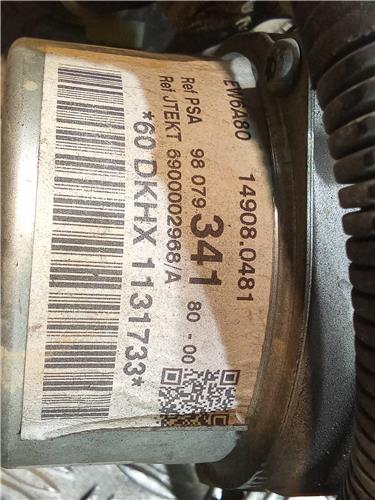 EW6A80 14908.0481
Ref PSA 98 079 341 80-00
Ref JTEKT 6900002968/A
*60 DKHX 1131733*